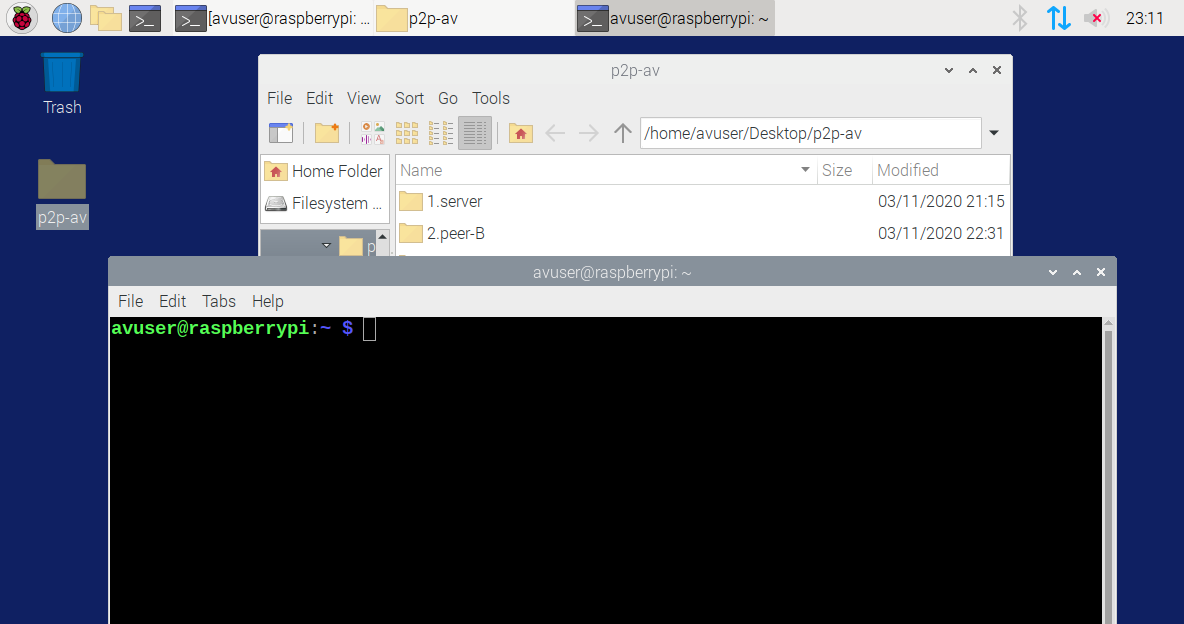 [avuser@raspberrypi: ... p2p-av avuser@raspberrypi: ~ 23:11
Trash
p2p-av
p2p-av
File Edit View Sort Go Tools
/home/avuser/Desktop/p2p-av
Home Folder
Filesystem ...
p
Name Size Modified
1.server 03/11/2020 21:15
2.peer-B 03/11/2020 22:31
avuser@raspberrypi: ~
File Edit Tabs Help
avuser@raspberrypi:~ $